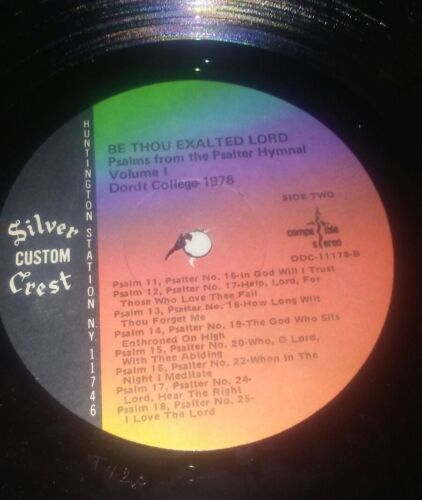 BE THOU EXALTED LORD
Psalms from the Psalter Hymnal
Volume I
Dordt College-1978
SIDE TWO
Silver
CUSTOM
Crest
HUNTINGTON STATION N.Y. 11746
compatible
stereo
DDC-11178-B
Psalm 11, Psalter No. 16-In God Will I Trust
Psalm 12, Psalter No. 17-Help, Lord, For
Those Who Love Thee Fail
Psalm 13, Psalter No. 18-How Long Wilt
Thou Forget Me
Psalm 14, Psalter No. 19-The God Who Sits
Enthroned On High
Psalm 15, Psalter No. 20-Who, O Lord,
With Thee Abiding
Psalm 16, Psalter No. 22-When in The
Night I Meditate
Psalm 17, Psalter No. 24-
Lord, Hear The Right
Psalm 18, Psalter No. 25-
I Love The Lord